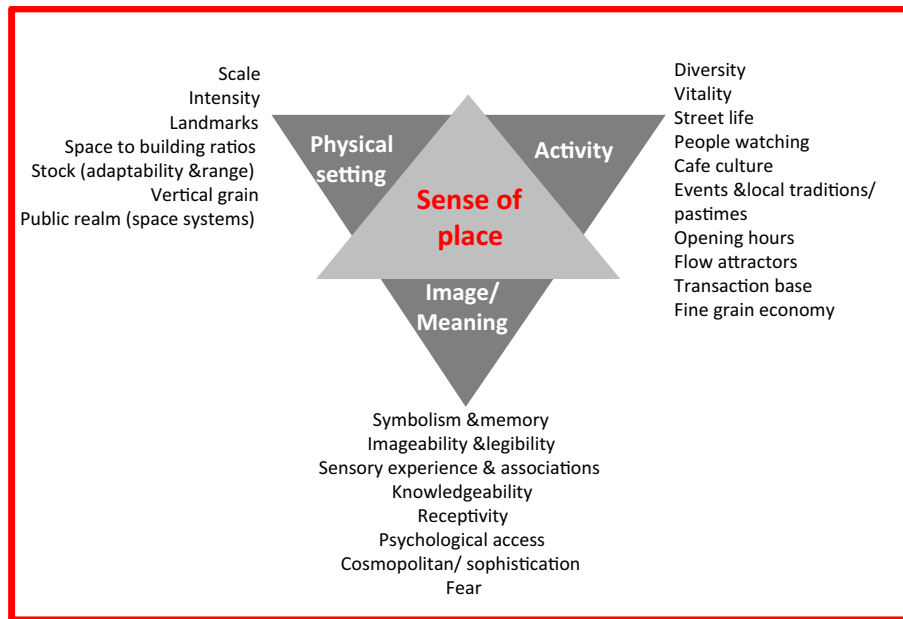 Scale
Intensity
Landmarks
Space to building ratios
Stock (adaptability &range)
Vertical grain
Public realm (space systems)
Physical
setting
Activity
Sense of
place
Image/
Meaning
Diversity
Vitality
Street life
People watching
Cafe culture
Events &local traditions/
pastimes
Opening hours
Flow attractors
Transaction base
Fine grain economy
Symbolism &memory
Imageability &legibility
Sensory experience & associations
Knowledgeability
Receptivity
Psychological access
Cosmopolitan/ sophistication
Fear